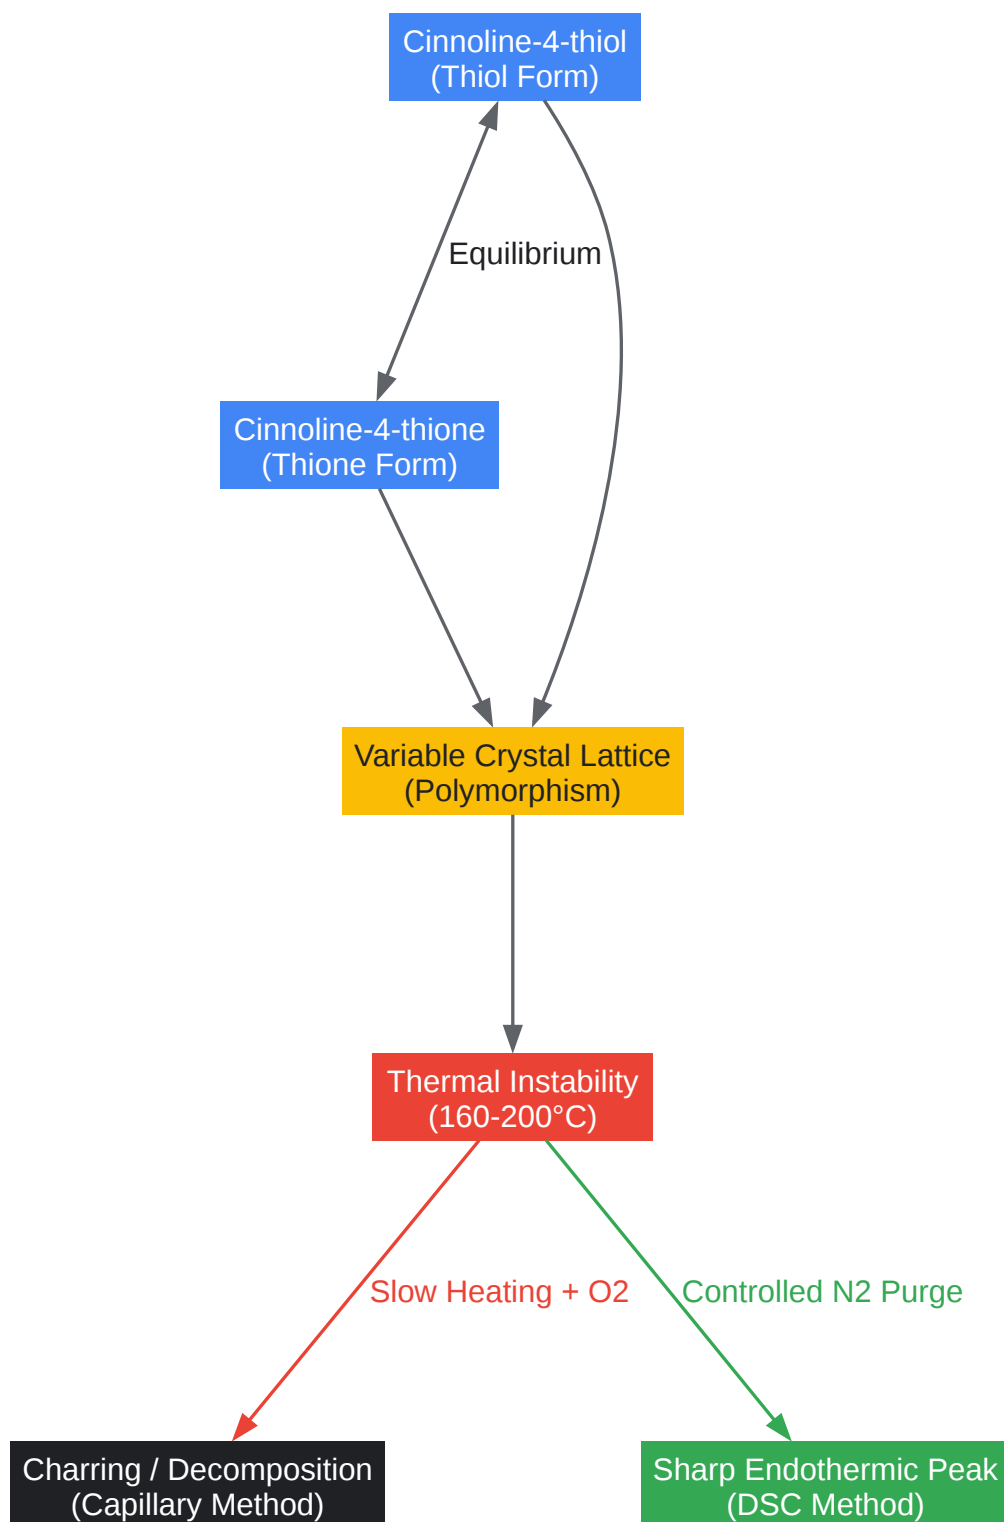 Cinnoline-4-thiol
(Thiol Form)
Equilibrium
Cinnoline-4-thione
(Thione Form)
Variable Crystal Lattice
(Polymorphism)
Thermal Instability
(160-200°C)
Slow Heating + O2
Controlled N2 Purge
Charring / Decomposition
(Capillary Method)
Sharp Endothermic Peak
(DSC Method)